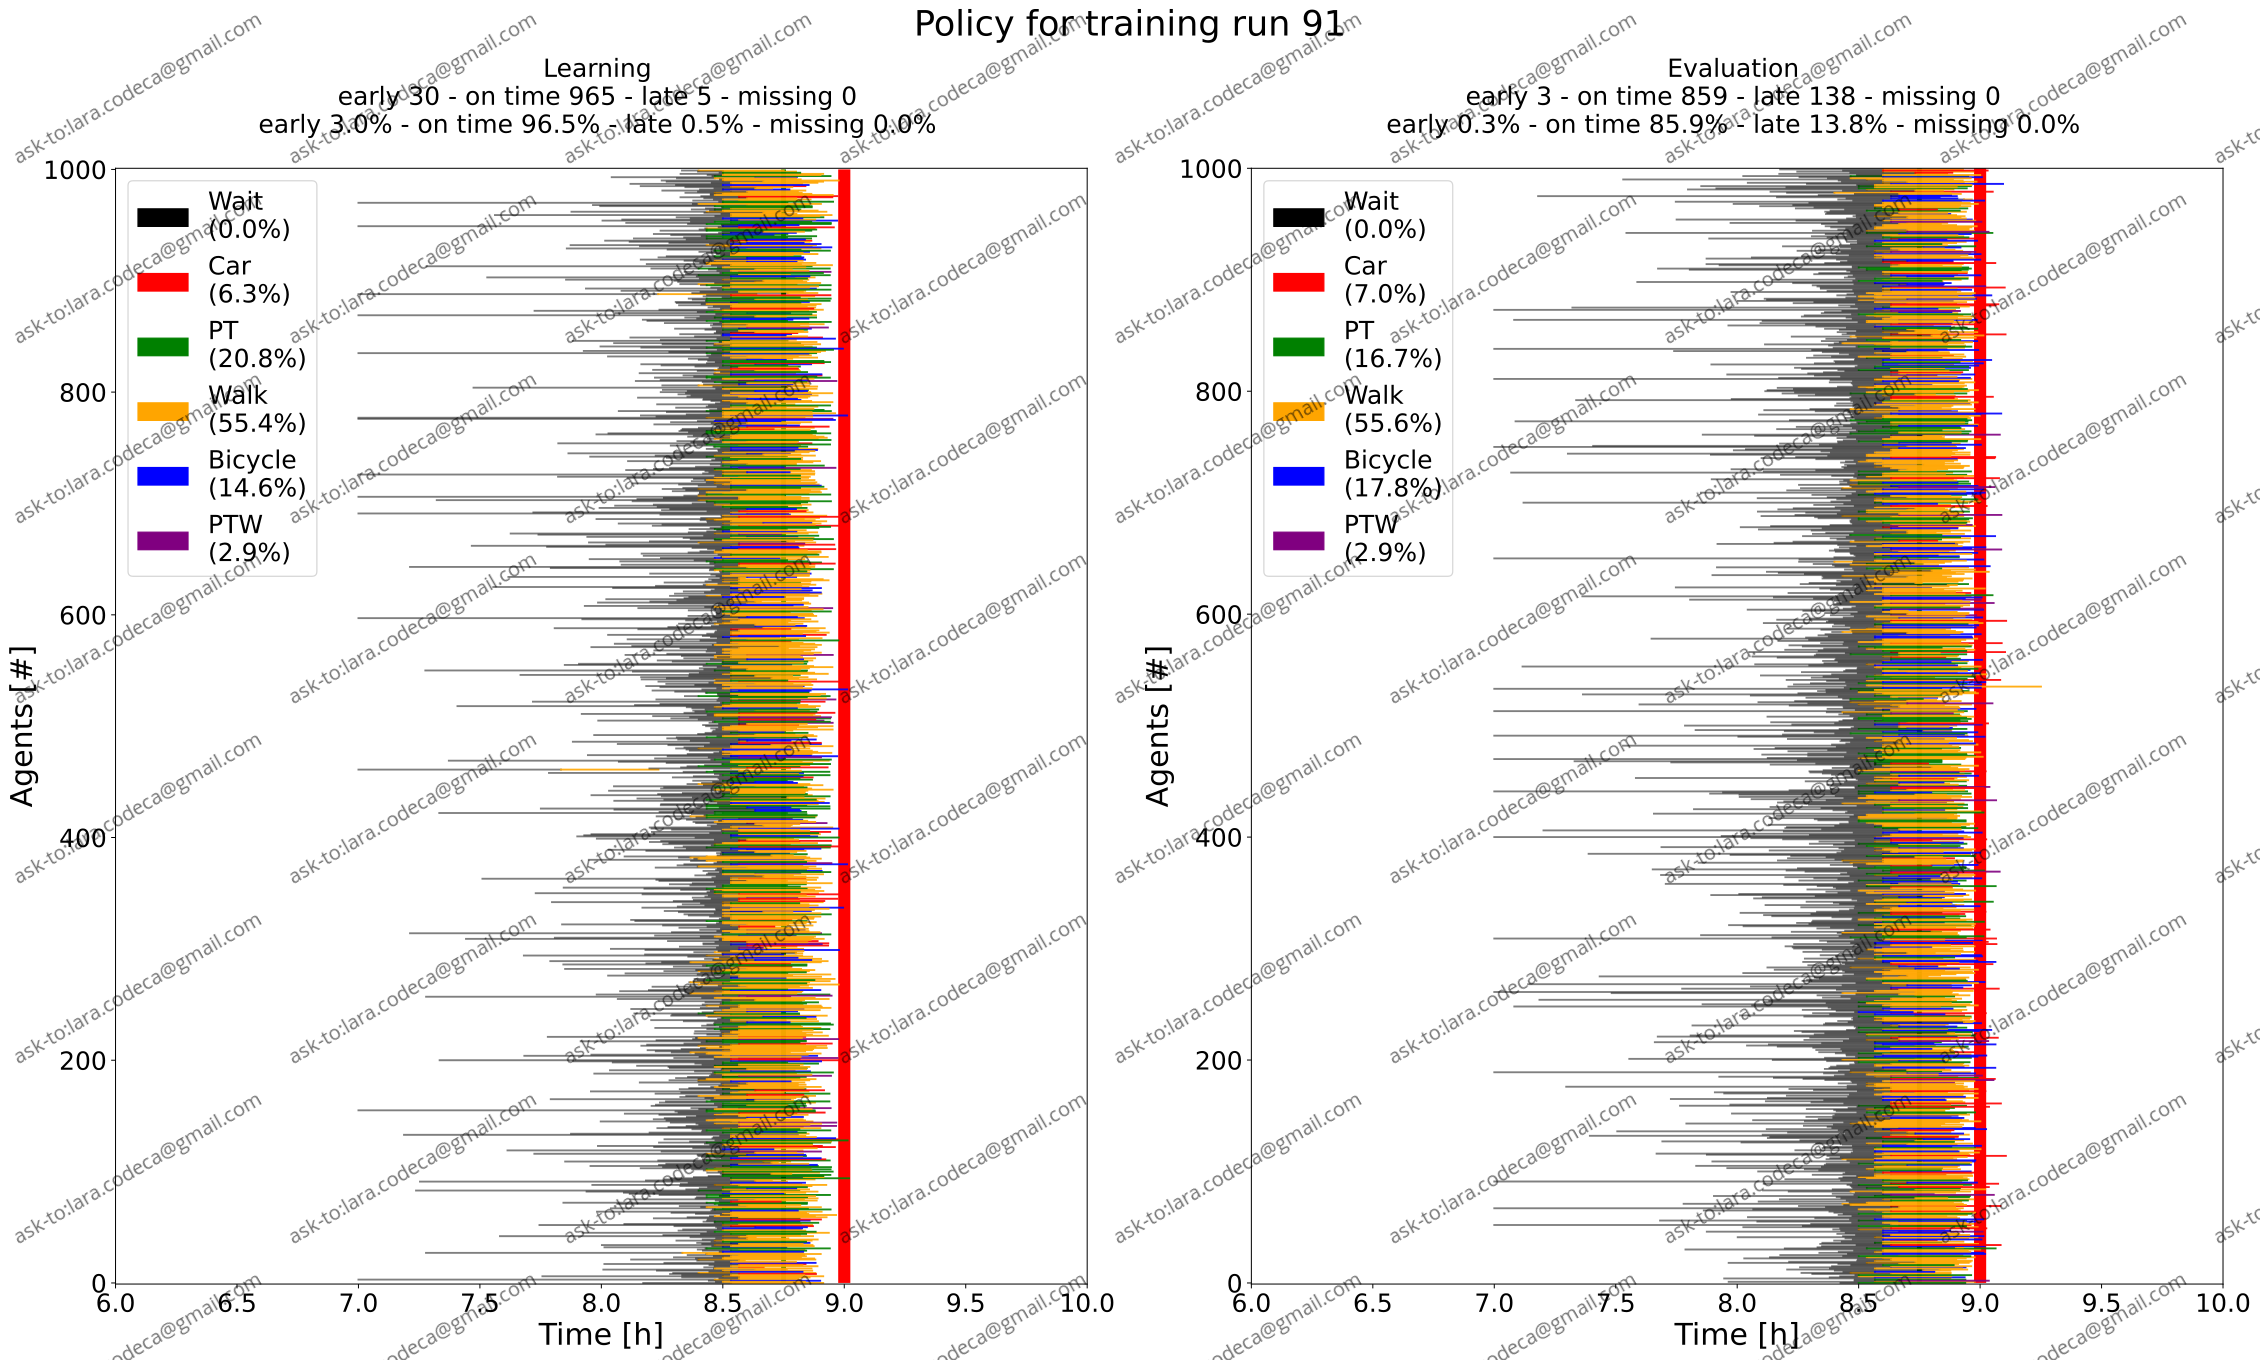 Policy for training run 91
Learning
early 30 - on time 965 - late 5 - missing 0
early 3.0% - on time 96.5% - late 0.5% - missing 0.0%
Wait
(0.0%)
Car
(6.3%)
PT
(20.8%)
Walk
(55.4%)
Bicycle
(14.6%)
PTW
(2.9%)
1000
800
600
400
200
0
Agents [#]
6.0 6.5 7.0 7.5 8.0 8.5 9.0 9.5 10.0
Time [h]
Evaluation
early 3 - on time 859 - late 138 - missing 0
early 0.3% - on time 85.9% - late 13.8% - missing 0.0%
Wait
(0.0%)
Car
(7.0%)
PT
(16.7%)
Walk
(55.6%)
Bicycle
(17.8%)
PTW
(2.9%)
1000
800
600
400
200
0
Agents [#]
6.0 6.5 7.0 7.5 8.0 8.5 9.0 9.5 10.0
Time [h]
ask-to:lara.codeca@gmail.com